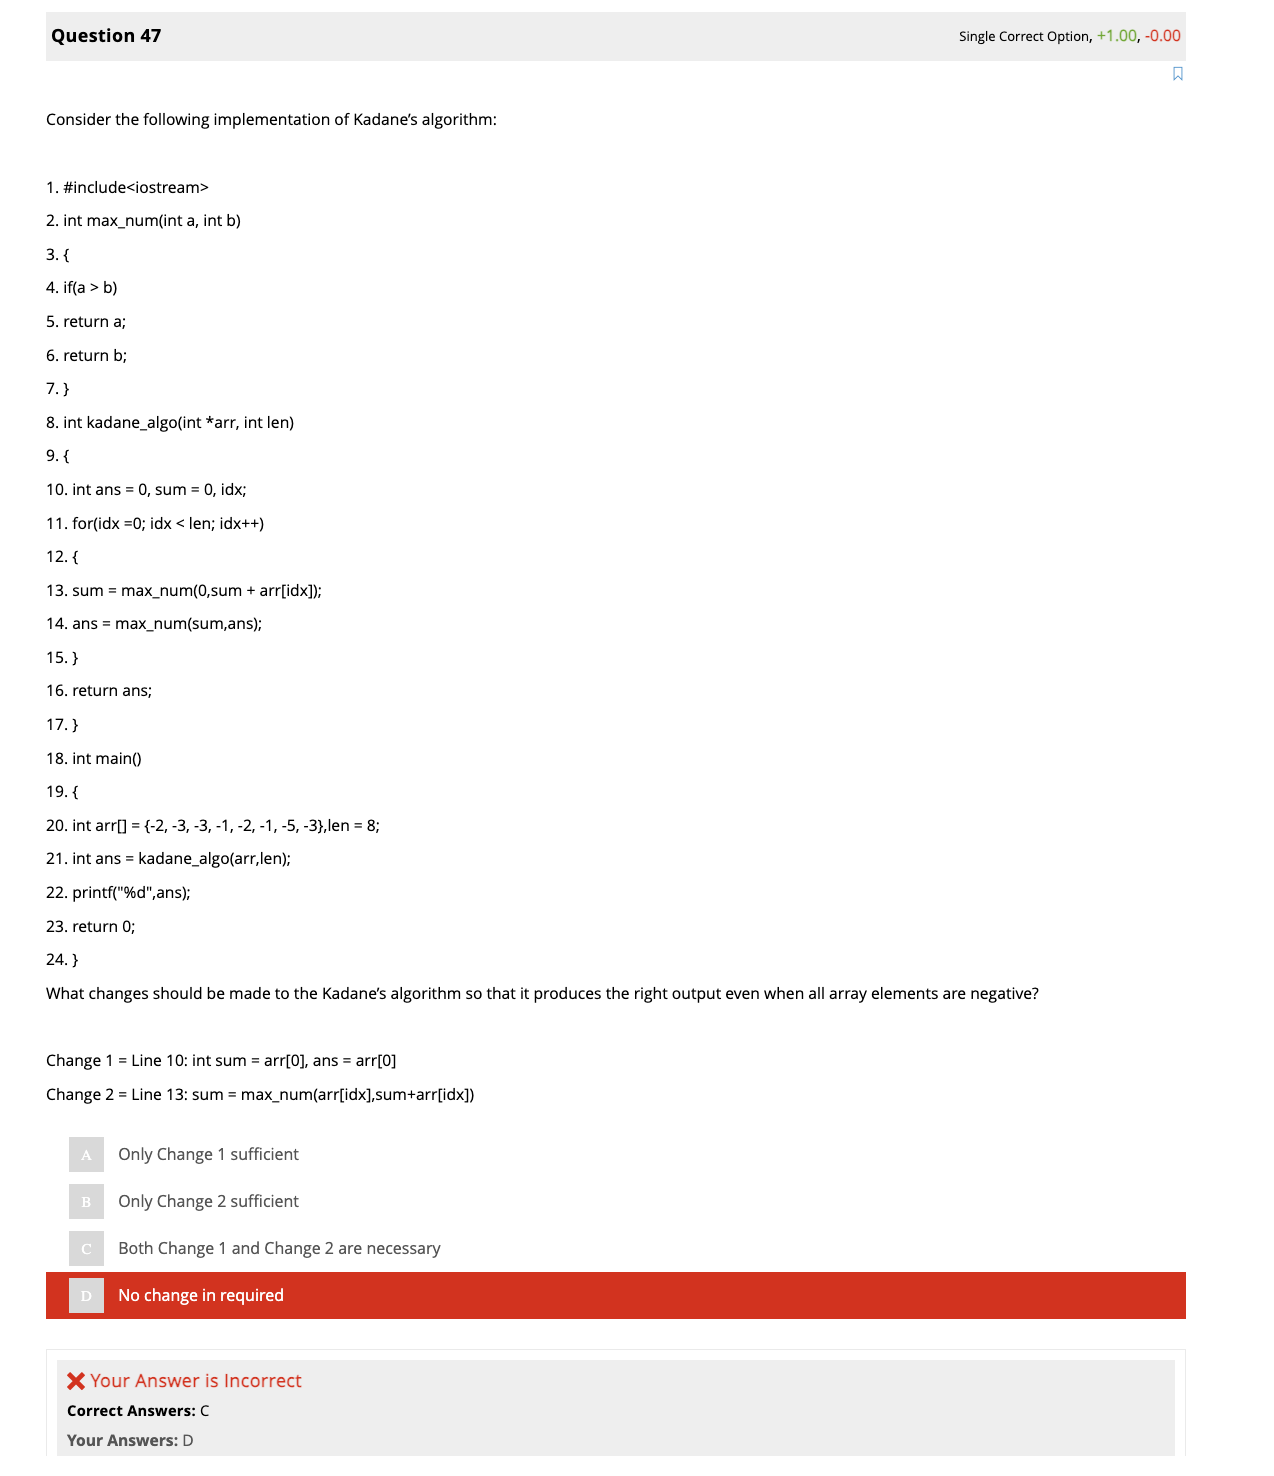 Question 47
Single Correct Option, +1.00, -0.00
Consider the following implementation of Kadane’s algorithm:
1. #include<iostream>
2. int max_num(int a, int b)
3. {
4. if(a > b)
5. return a;
6. return b;
7. }
8. int kadane_algo(int *arr, int len)
9. {
10. int ans = 0, sum = 0, idx;
11. for(idx =0; idx < len; idx++)
12. {
13. sum = max_num(0,sum + arr[idx]);
14. ans = max_num(sum,ans);
15. }
16. return ans;
17. }
18. int main()
19. {
20. int arr[] = {-2, -3, -3, -1, -2, -1, -5, -3},len = 8;
21. int ans = kadane_algo(arr,len);
22. printf("%d",ans);
23. return 0;
24. }
What changes should be made to the Kadane’s algorithm so that it produces the right output even when all array elements are negative?
Change 1 = Line 10: int sum = arr[0], ans = arr[0]
Change 2 = Line 13: sum = max_num(arr[idx],sum+arr[idx])
A Only Change 1 sufficient
B Only Change 2 sufficient
C Both Change 1 and Change 2 are necessary
D No change in required
Your Answer is Incorrect
Correct Answers: C
Your Answers: D